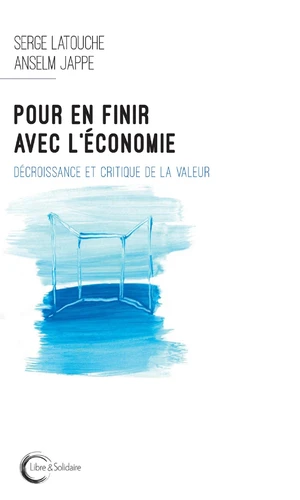 SERGE LATOUCHE
ANSELM JAPPE
POUR EN FINIR
AVEC L'ÉCONOMIE
DÉCROISSANCE ET CRITIQUE DE LA VALEUR
Libre & Solidaire